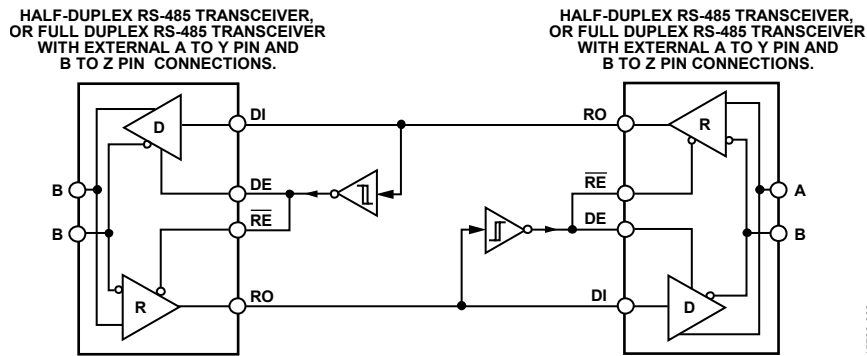 HALF-DUPLEX RS-485 TRANSCEIVER,
OR FULL DUPLEX RS-485 TRANSCEIVER
WITH EXTERNAL A TO Y PIN AND
B TO Z PIN CONNECTIONS.
HALF-DUPLEX RS-485 TRANSCEIVER,
OR FULL DUPLEX RS-485 TRANSCEIVER
WITH EXTERNAL A TO Y PIN AND
B TO Z PIN CONNECTIONS.
D
DI
RO
R
B
DE
RE
A
B
RE
DE
B
R
RO
DI
D